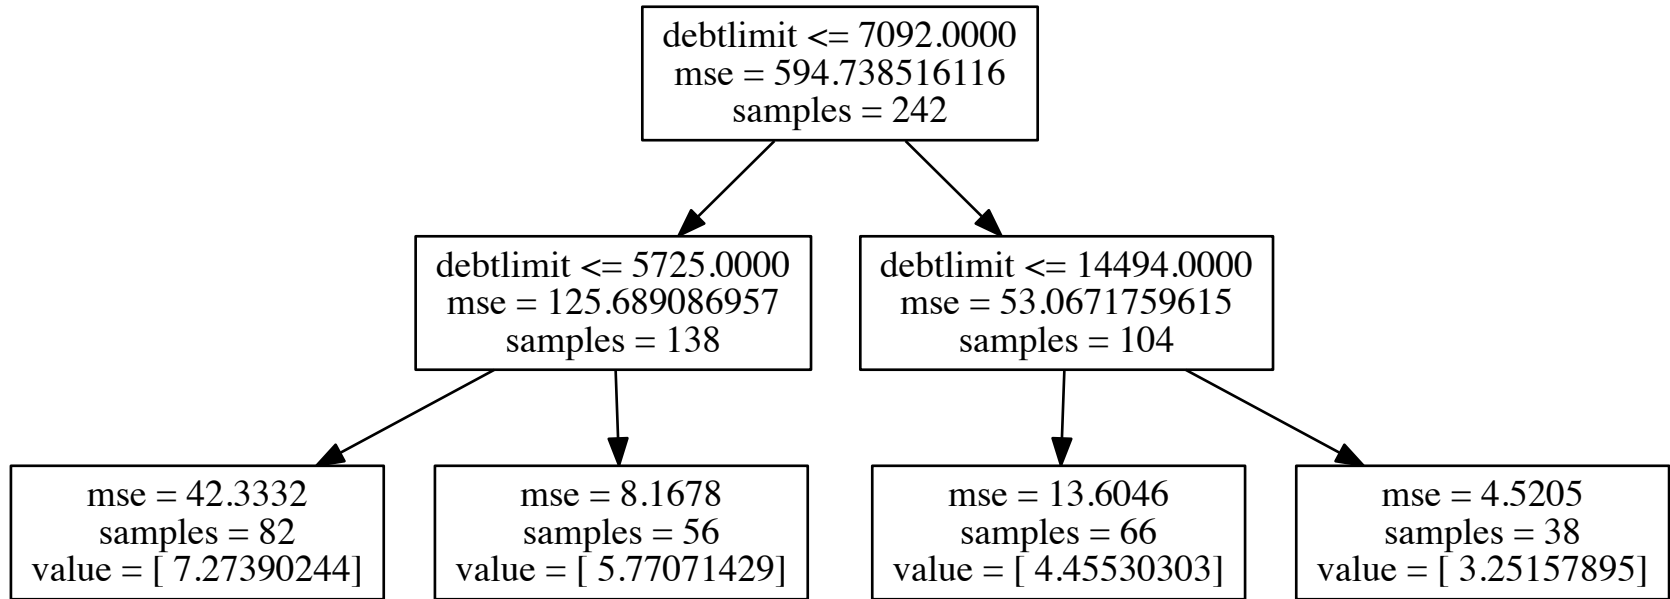 debtlimit <= 7092.0000
mse = 594.738516116
samples = 242
debtlimit <= 5725.0000
mse = 125.689086957
samples = 138
debtlimit <= 14494.0000
mse = 53.0671759615
samples = 104
mse = 42.3332
samples = 82
value = [ 7.27390244]
mse = 8.1678
samples = 56
value = [ 5.77071429]
mse = 13.6046
samples = 66
value = [ 4.45530303]
mse = 4.5205
samples = 38
value = [ 3.25157895]